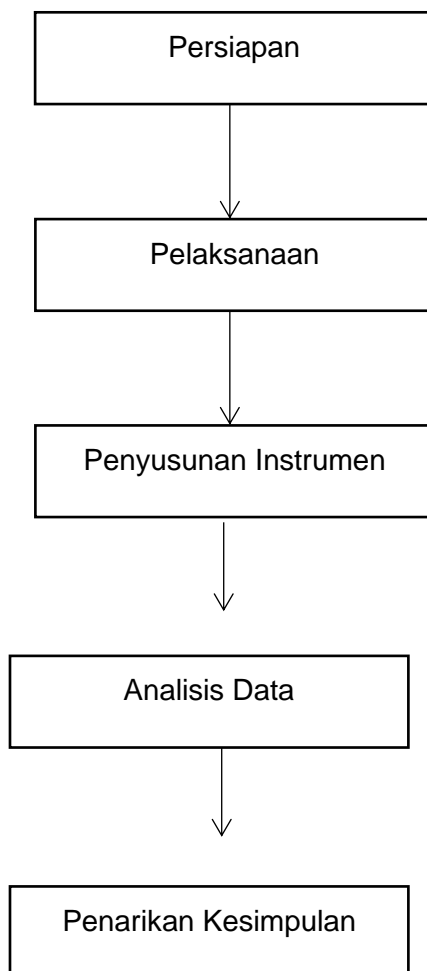 Persiapan
Pelaksanaan
Penyusunan Instrumen
Analisis Data
Penarikan Kesimpulan